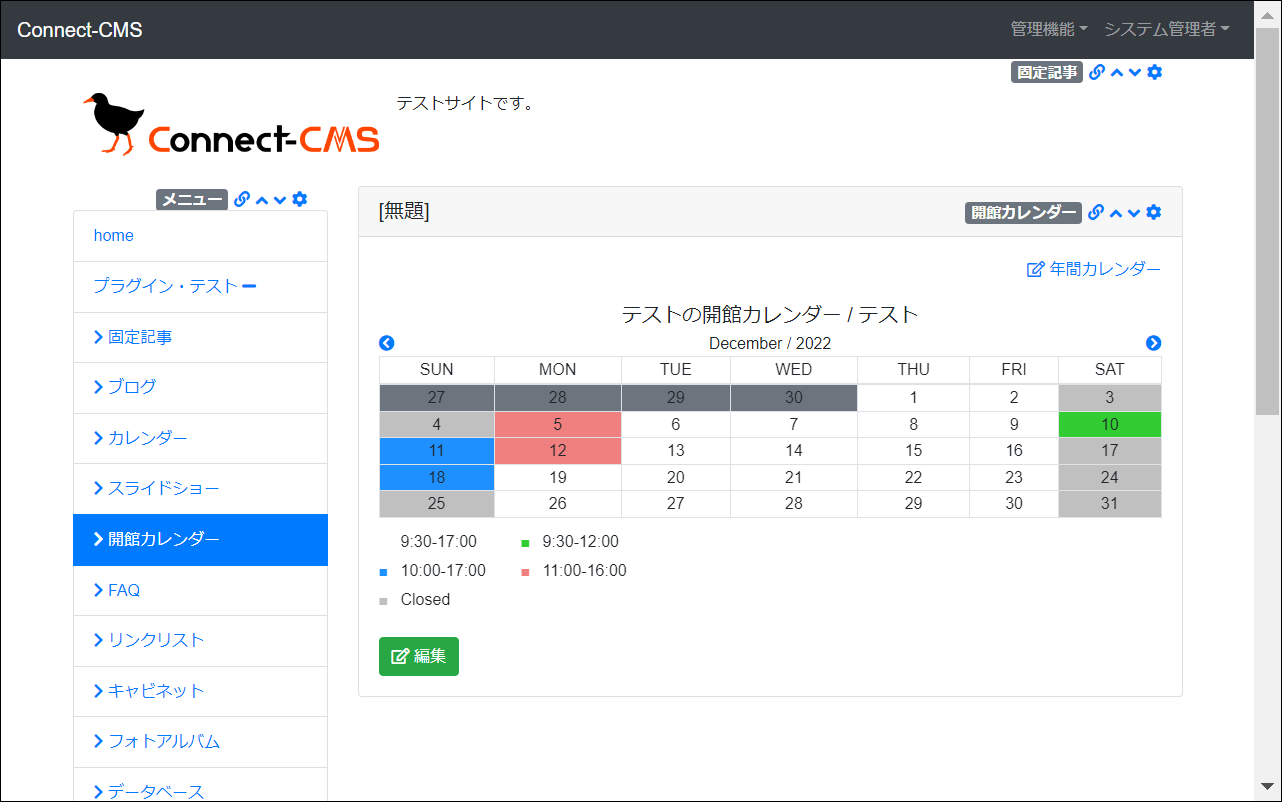 Connect-CMS
管理機能 システム管理者
固定記事
テストサイトです。
Connect-CMS
メニュー
home
プラグイン・テスト
固定記事
ブログ
カレンダー
スライドショー
開館カレンダー
FAQ
リンクリスト
キャビネット
フォトアルバム
データベース
[無題]
開館カレンダー
年間カレンダー
テストの開館カレンダー / テスト
December / 2022
SUN MON TUE WED THU FRI SAT
27 28 29 30 1 2 3
4 5 6 7 8 9 10
11 12 13 14 15 16 17
18 19 20 21 22 23 24
25 26 27 28 29 30 31
9:30-17:00 9:30-12:00
10:00-17:00 11:00-16:00
Closed
編集